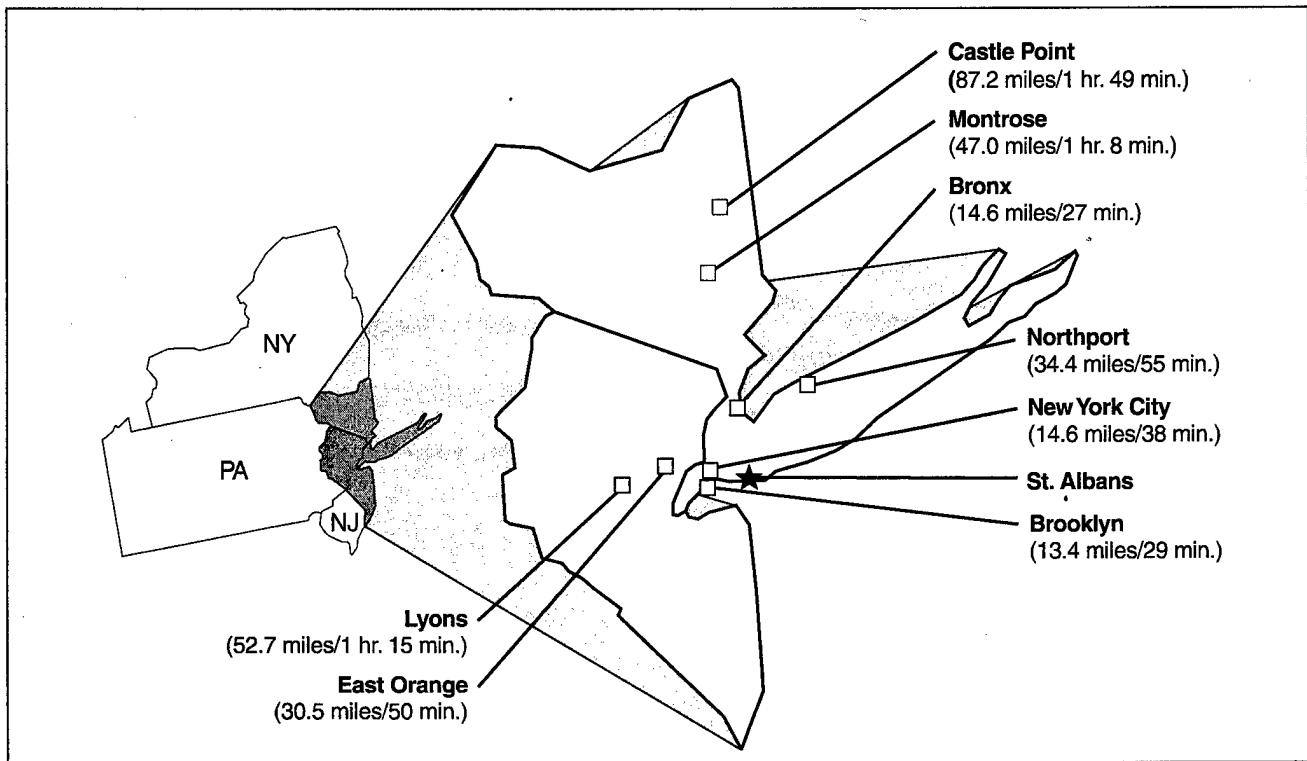 Castle Point
(87.2 miles/1 hr. 49 min.)
Montrose
(47.0 miles/1 hr. 8 min.)
Bronx
(14.6 miles/27 min.)
Northport
(34.4 miles/55 min.)
New York City
(14.6 miles/38 min.)
St. Albans
Brooklyn
(13.4 miles/29 min.)
NY
PA
NJ
Lyons
(52.7 miles/1 hr. 15 min.)
East Orange
(30.5 miles/50 min.)